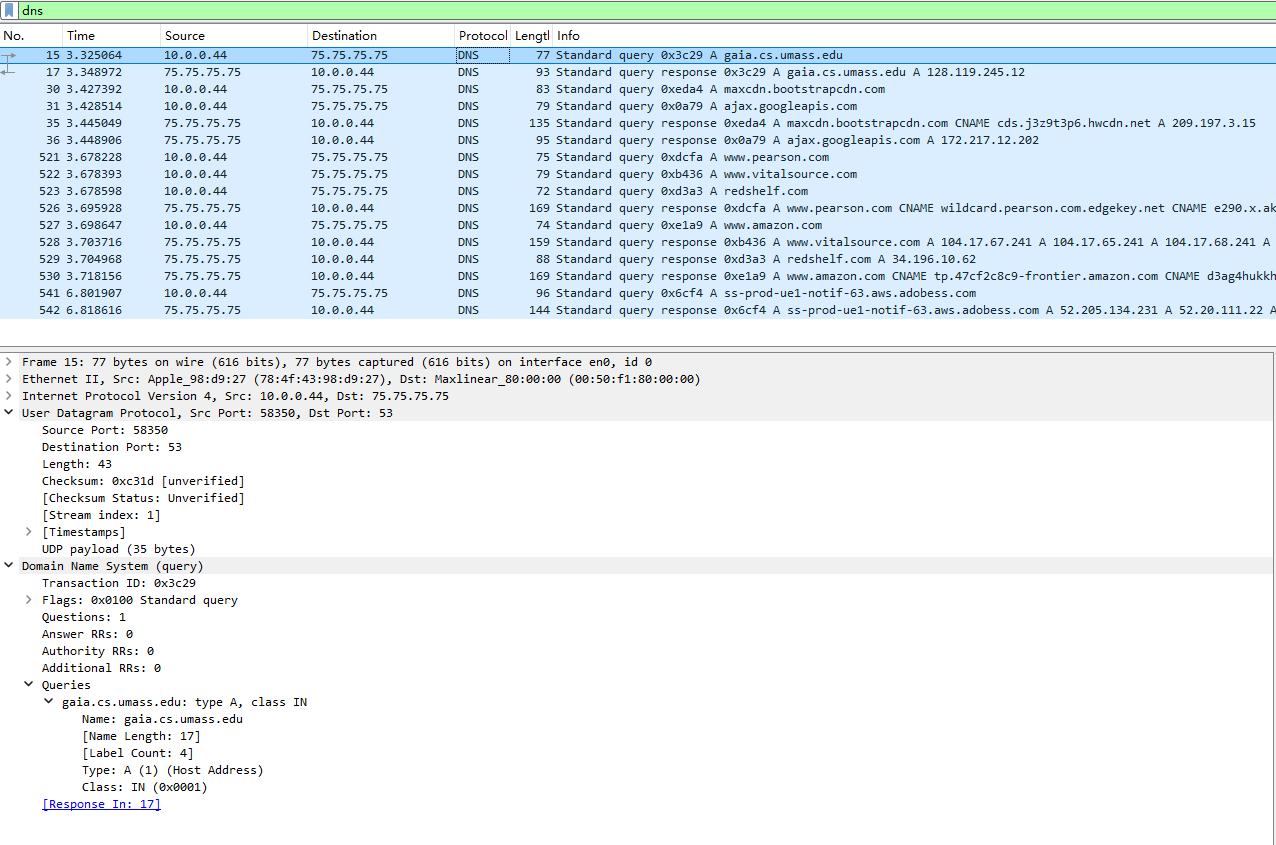 dns
No. Time Source Destination Protocol Lengtl Info
15 3.325064 10.0.0.44 75.75.75.75 DNS 77 Standard query 0x3c29 A gaia.cs.umass.edu
17 3.348972 75.75.75.75 10.0.0.44 DNS 93 Standard query response 0x3c29 A gaia.cs.umass.edu A 128.119.245.12
30 3.427392 10.0.0.44 75.75.75.75 DNS 83 Standard query 0xeda4 A maxcdn.bootstrapcdn.com
31 3.428514 10.0.0.44 75.75.75.75 DNS 79 Standard query 0x0a79 A ajax.googleapis.com
35 3.445049 75.75.75.75 10.0.0.44 DNS 135 Standard query response 0xeda4 A maxcdn.bootstrapcdn.com CNAME cds.j3z9t3p6.hwcdn.net A 209.197.3.15
36 3.448906 75.75.75.75 10.0.0.44 DNS 95 Standard query response 0x0a79 A ajax.googleapis.com A 172.217.12.202
521 3.678228 10.0.0.44 75.75.75.75 DNS 75 Standard query 0xdcfa A www.pearson.com
522 3.678393 10.0.0.44 75.75.75.75 DNS 79 Standard query 0xb436 A www.vitalsource.com
523 3.678598 10.0.0.44 75.75.75.75 DNS 72 Standard query 0xd3a3 A redshelf.com
526 3.695928 75.75.75.75 10.0.0.44 DNS 169 Standard query response 0xdcfa A www.pearson.com CNAME wildcard.pearson.com.edgekey.net CNAME e290.x.ak
527 3.698647 10.0.0.44 75.75.75.75 DNS 74 Standard query 0xe1a9 A www.amazon.com
528 3.703716 75.75.75.75 10.0.0.44 DNS 159 Standard query response 0xb436 A www.vitalsource.com A 104.17.67.241 A 104.17.65.241 A 104.17.68.241 A
529 3.704968 75.75.75.75 10.0.0.44 DNS 88 Standard query response 0xd3a3 A redshelf.com A 34.196.10.62
530 3.718156 75.75.75.75 10.0.0.44 DNS 169 Standard query response 0xe1a9 A www.amazon.com CNAME tp.47cf2c8c9-frontier.amazon.com CNAME d3ag4hukkh
541 6.801907 10.0.0.44 75.75.75.75 DNS 96 Standard query 0x6cf4 A ss-prod-ue1-notif-63.aws.adobess.com
542 6.818616 75.75.75.75 10.0.0.44 DNS 144 Standard query response 0x6cf4 A ss-prod-ue1-notif-63.aws.adobess.com A 52.205.134.231 A 52.20.111.22 A
Frame 15: 77 bytes on wire (616 bits), 77 bytes captured (616 bits) on interface en0, id 0
Ethernet II, Src: Apple_98:d9:27 (78:4f:43:98:d9:27), Dst: Maxlinear_80:00:00 (00:50:f1:80:00:00)
Internet Protocol Version 4, Src: 10.0.0.44, Dst: 75.75.75.75
User Datagram Protocol, Src Port: 58350, Dst Port: 53
Source Port: 58350
Destination Port: 53
Length: 43
Checksum: 0xc31d [unverified]
[Checksum Status: Unverified]
[Stream index: 1]
[Timestamps]
UDP payload (35 bytes)
Domain Name System (query)
Transaction ID: 0x3c29
Flags: 0x0100 Standard query
Questions: 1
Answer RRs: 0
Authority RRs: 0
Additional RRs: 0
Queries
gaia.cs.umass.edu: type A, class IN
Name: gaia.cs.umass.edu
[Name Length: 17]
[Label Count: 4]
Type: A (1) (Host Address)
Class: IN (0x0001)
[Response In: 17]